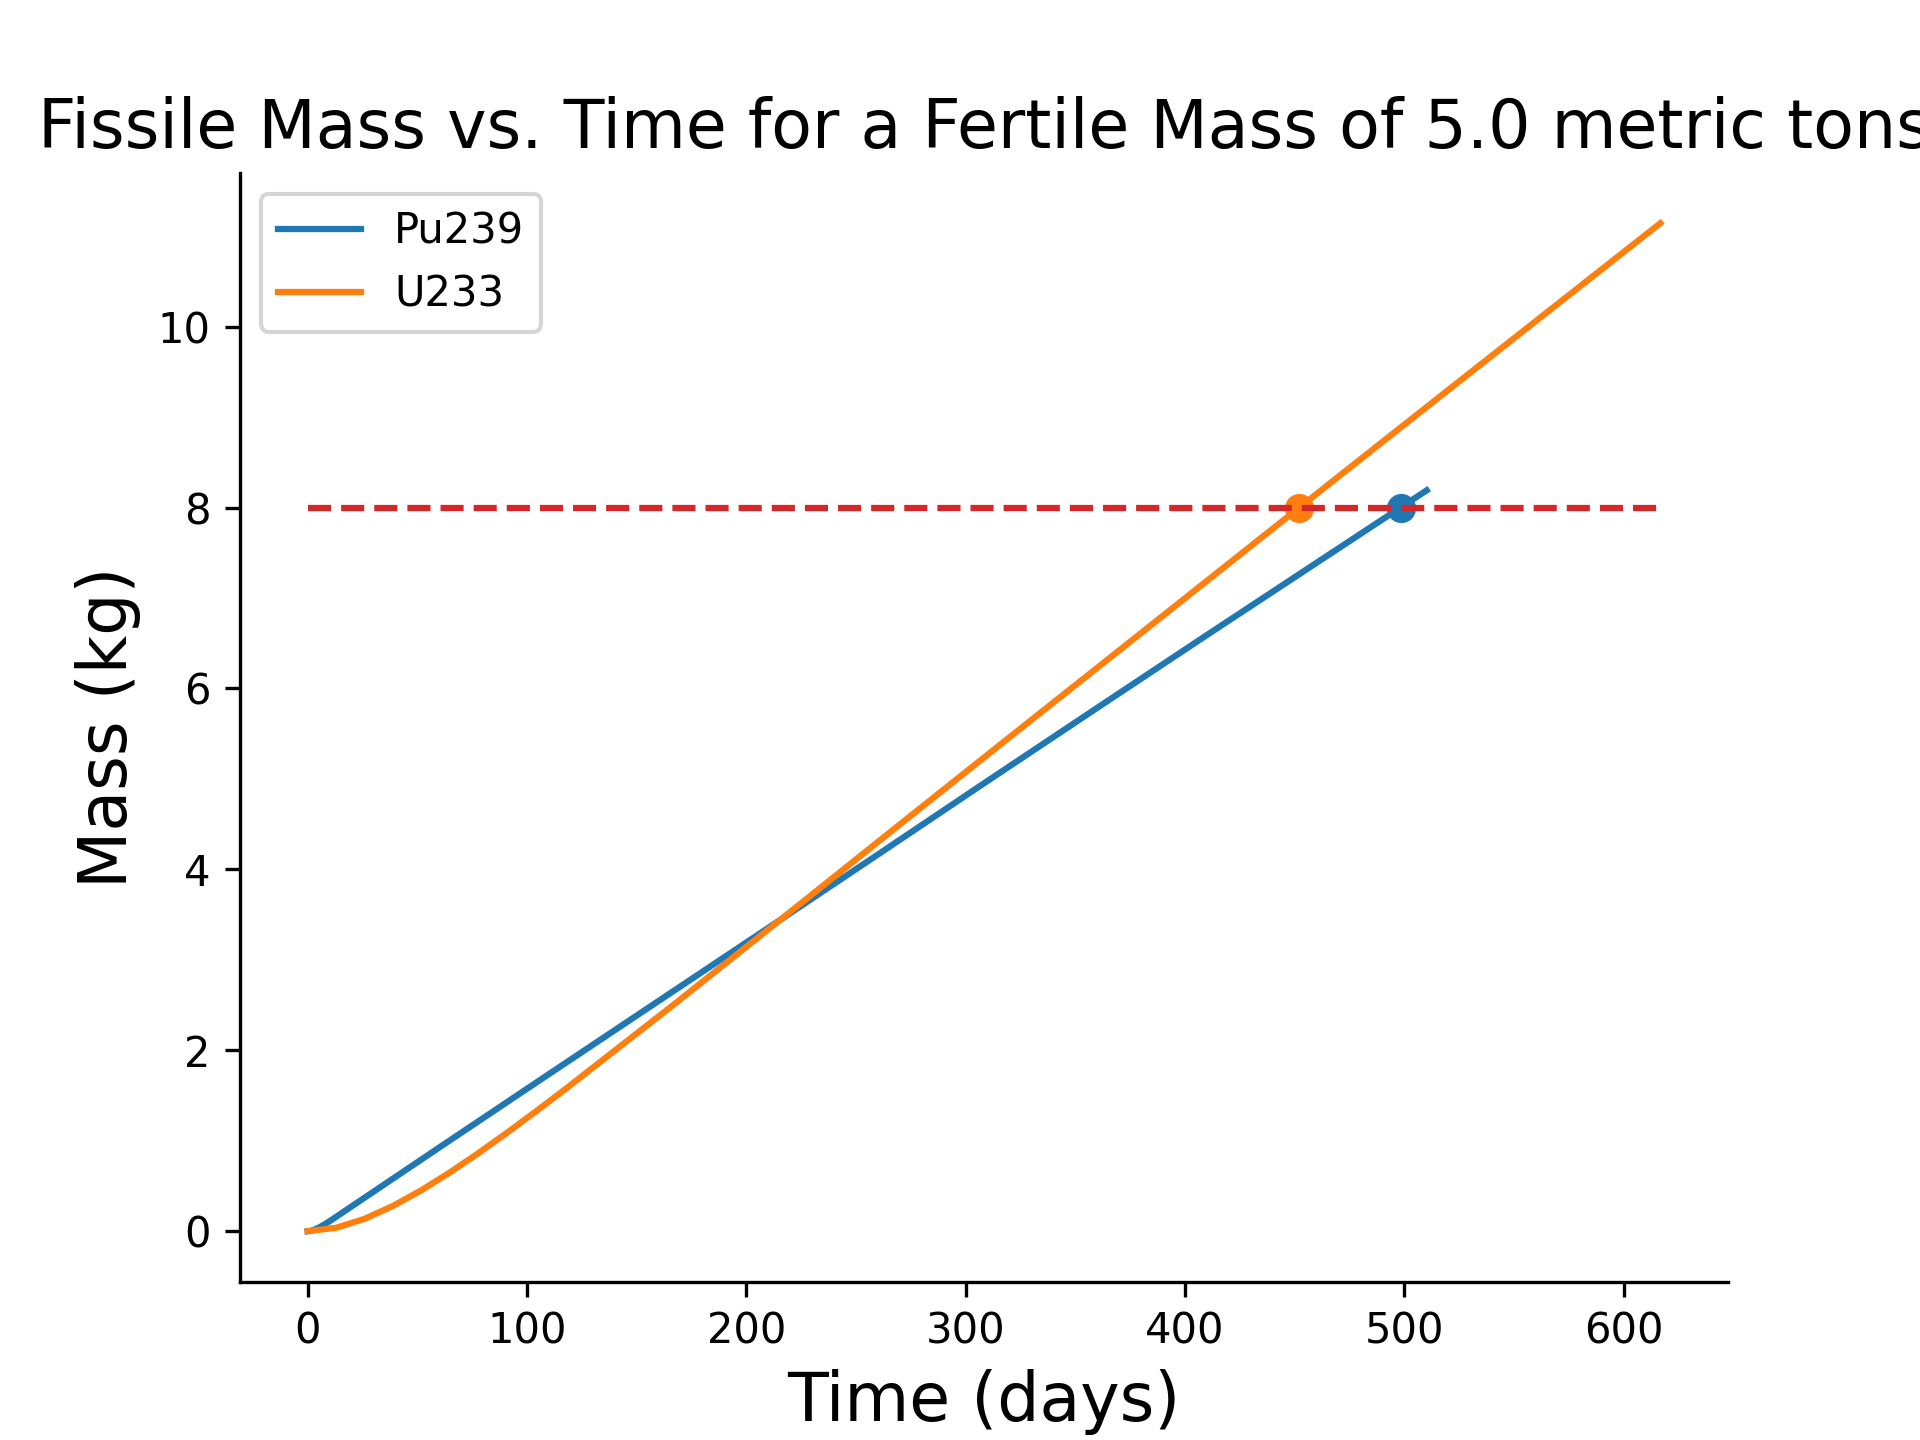 Fissile Mass vs. Time for a Fertile Mass of 5.0 metric tons
Pu239
U233
10
8
6
4
2
0
Mass (kg)
0 100 200 300 400 500 600
Time (days)